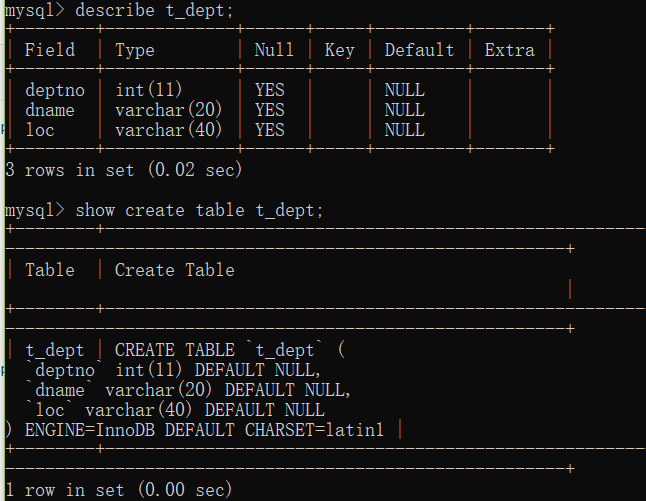 mysql> describe t_dept;
+--------+-------------+------+-----+---------+-------+
| Field  | Type        | Null | Key | Default | Extra |
+--------+-------------+------+-----+---------+-------+
| deptno | int(11)     | YES  |     | NULL    |       |
| dname  | varchar(20) | YES  |     | NULL    |       |
| loc    | varchar(40) | YES  |     | NULL    |       |
+--------+-------------+------+-----+---------+-------+
3 rows in set (0.02 sec)
mysql> show create table t_dept;
+--------+-------------------------------------------------------
---------------------------------------------------------+
| Table  | Create Table
|
+--------+-------------------------------------------------------
---------------------------------------------------------+
| t_dept | CREATE TABLE `t_dept` (
  `deptno` int(11) DEFAULT NULL,
  `dname` varchar(20) DEFAULT NULL,
  `loc` varchar(40) DEFAULT NULL
) ENGINE=InnoDB DEFAULT CHARSET=latin1 |
+--------+-------------------------------------------------------
---------------------------------------------------------+
1 row in set (0.00 sec)